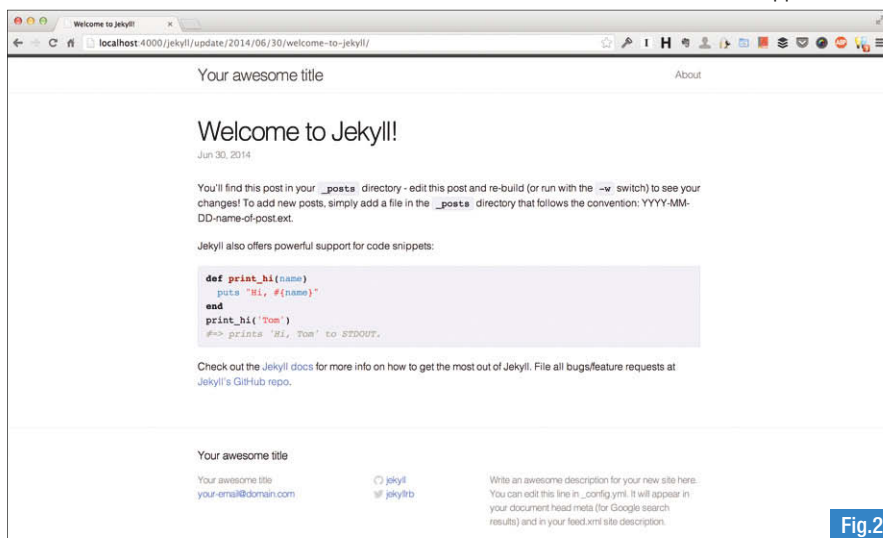 Welcome to Jekyll!
localhost:4000/jekyll/update/2014/06/30/welcome-to-jekyll/
Your awesome title
About
Welcome to Jekyll!
Jun 30, 2014
You'll find this post in your _posts directory - edit this post and re-build (or run with the -w switch) to see your
changes! To add new posts, simply add a file in the _posts directory that follows the convention: YYYY-MM-
DD-name-of-post.ext.
Jekyll also offers powerful support for code snippets:
def print_hi(name)
puts "Hi, #{name}"
end
print_hi('Tom')
#=> prints 'Hi, Tom' to STDOUT.
Check out the Jekyll docs for more info on how to get the most out of Jekyll. File all bugs/feature requests at
Jekyll's GitHub repo.
Your awesome title
Your awesome title
your-email@domain.com
jekyll
jekyllrb
Write an awesome description for your new site here.
You can edit this line in _config.yml. It will appear in
your document head meta (for Google search
results) and in your feed.xml site description.
Fig.2